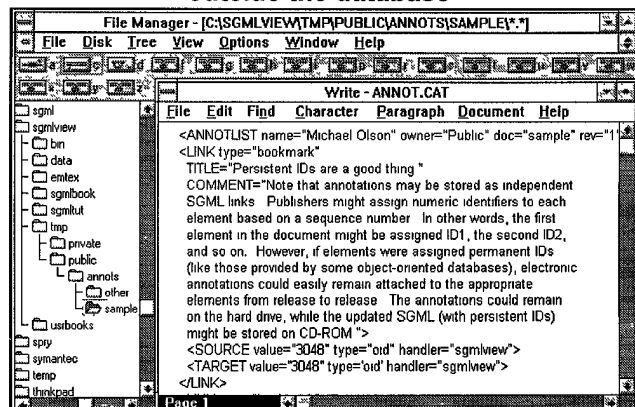 File Manager - [C:\SGMLVIEW\TMP\PUBLIC\ANNOTS\SAMPLE\*.*]
File Disk Tree View Options Window Help
Write - ANNOT.CAT
File Edit Find Character Paragraph Document Help
sgml
sgmlview
bin
data
emtex
sgmlbook
sgmltut
tmp
private
public
annots
other
sample
usrbooks
spry
symantec
temp
thinkpad
<ANNOTLIST name="Michael Olson" owner="Public" doc="sample" rev="1"
<LINK type="bookmark"
TITLE="Persistent IDs are a good thing "
COMMENT="Note that annotations may be stored as independent
SGML links Publishers might assign numeric identifiers to each
element based on a sequence number In other words, the first
element in the document might be assigned ID1, the second ID2,
and so on. However, if elements were assigned permanent IDs
(like those provided by some object-oriented databases), electronic
annotations could easily remain attached to the appropriate
elements from release to release The annotations could remain
on the hard drive, while the updated SGML (with persistent IDs)
might be stored on CD-ROM ">
<SOURCE value="3048" type="oid" handler="sgmlview">
<TARGET value="3048" type="oid" handler="sgmlview">
</LINK>
Page 1